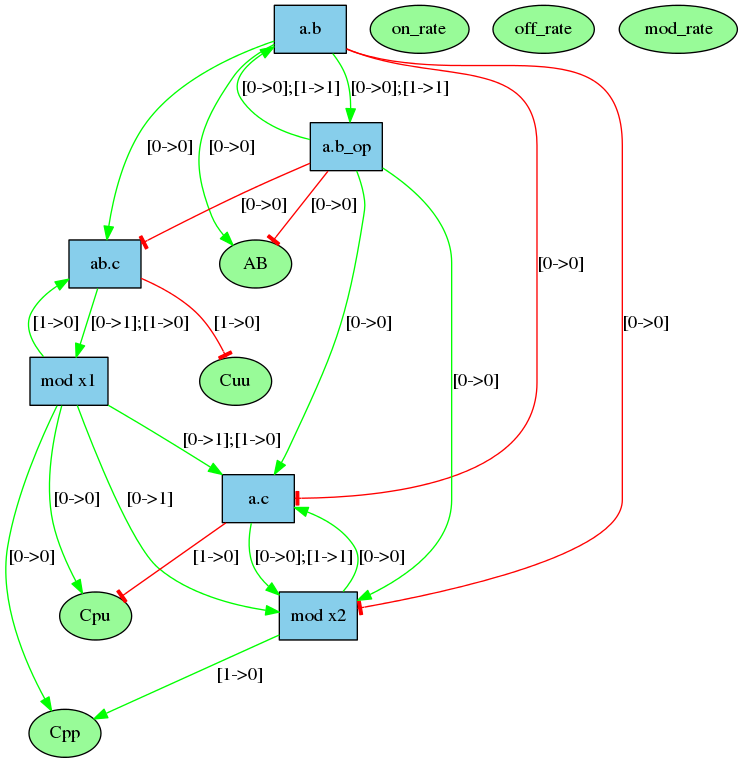 a.b
on_rate
off_rate
mod_rate
[0->0];[1->1]
[0->0];[1->1]
[0->0]
[0->0]
a.b_op
[0->0]
[0->0]
ab.c
AB
[0->0]
[1->0]
[0->1];[1->0]
[1->0]
[0->0]
[0->0]
mod x1
Cuu
[0->0]
[0->1];[1->0]
[0->0]
[0->1]
a.c
[0->0]
[1->0]
[0->0];[1->1]
[0->0]
Cpu
mod x2
[1->0]
Cpp